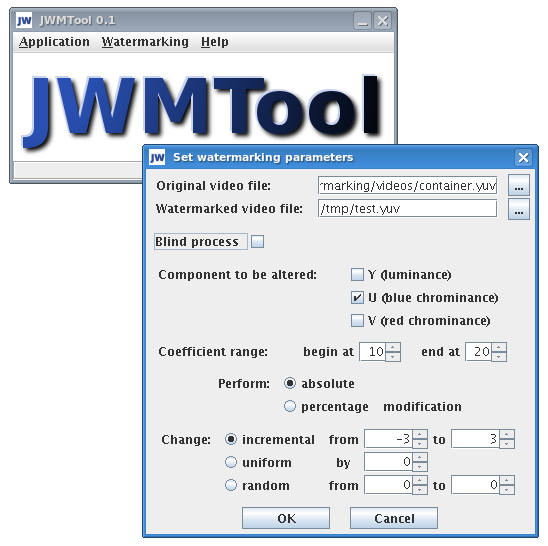 JW JWMTool 0.1
Application Watermarking Help
JWMTool
JW Set watermarking parameters
Original video file: rmarking/videos/container.yuv ...
Watermarked video file: /tmp/test.yuv ...
Blind process
Component to be altered: Y (luminance)
U (blue chrominance)
V (red chrominance)
Coefficient range: begin at 10 end at 20
Perform: absolute
percentage modification
Change: incremental from -3 to 3
uniform by 0
random from 0 to 0
OK Cancel